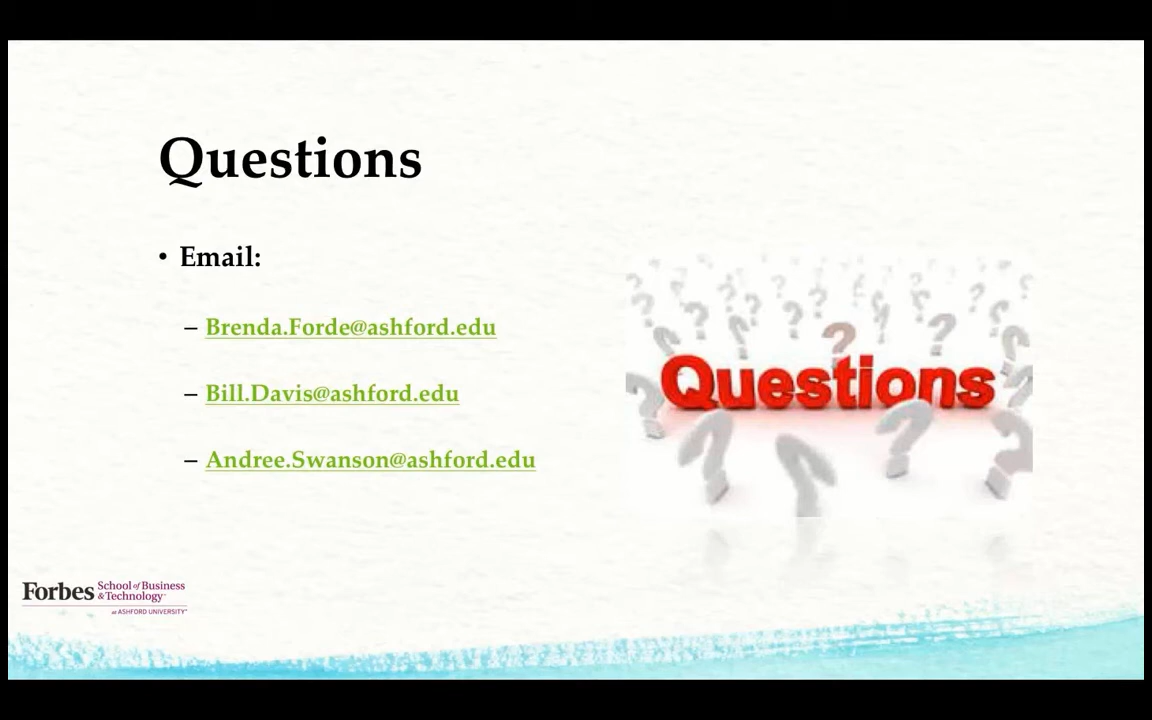 Questions
• Email:
– Brenda.Forde@ashford.edu
– Bill.Davis@ashford.edu
– Andree.Swanson@ashford.edu
Questions
Forbes School of Business
& Technology
at ASHFORD UNIVERSITY